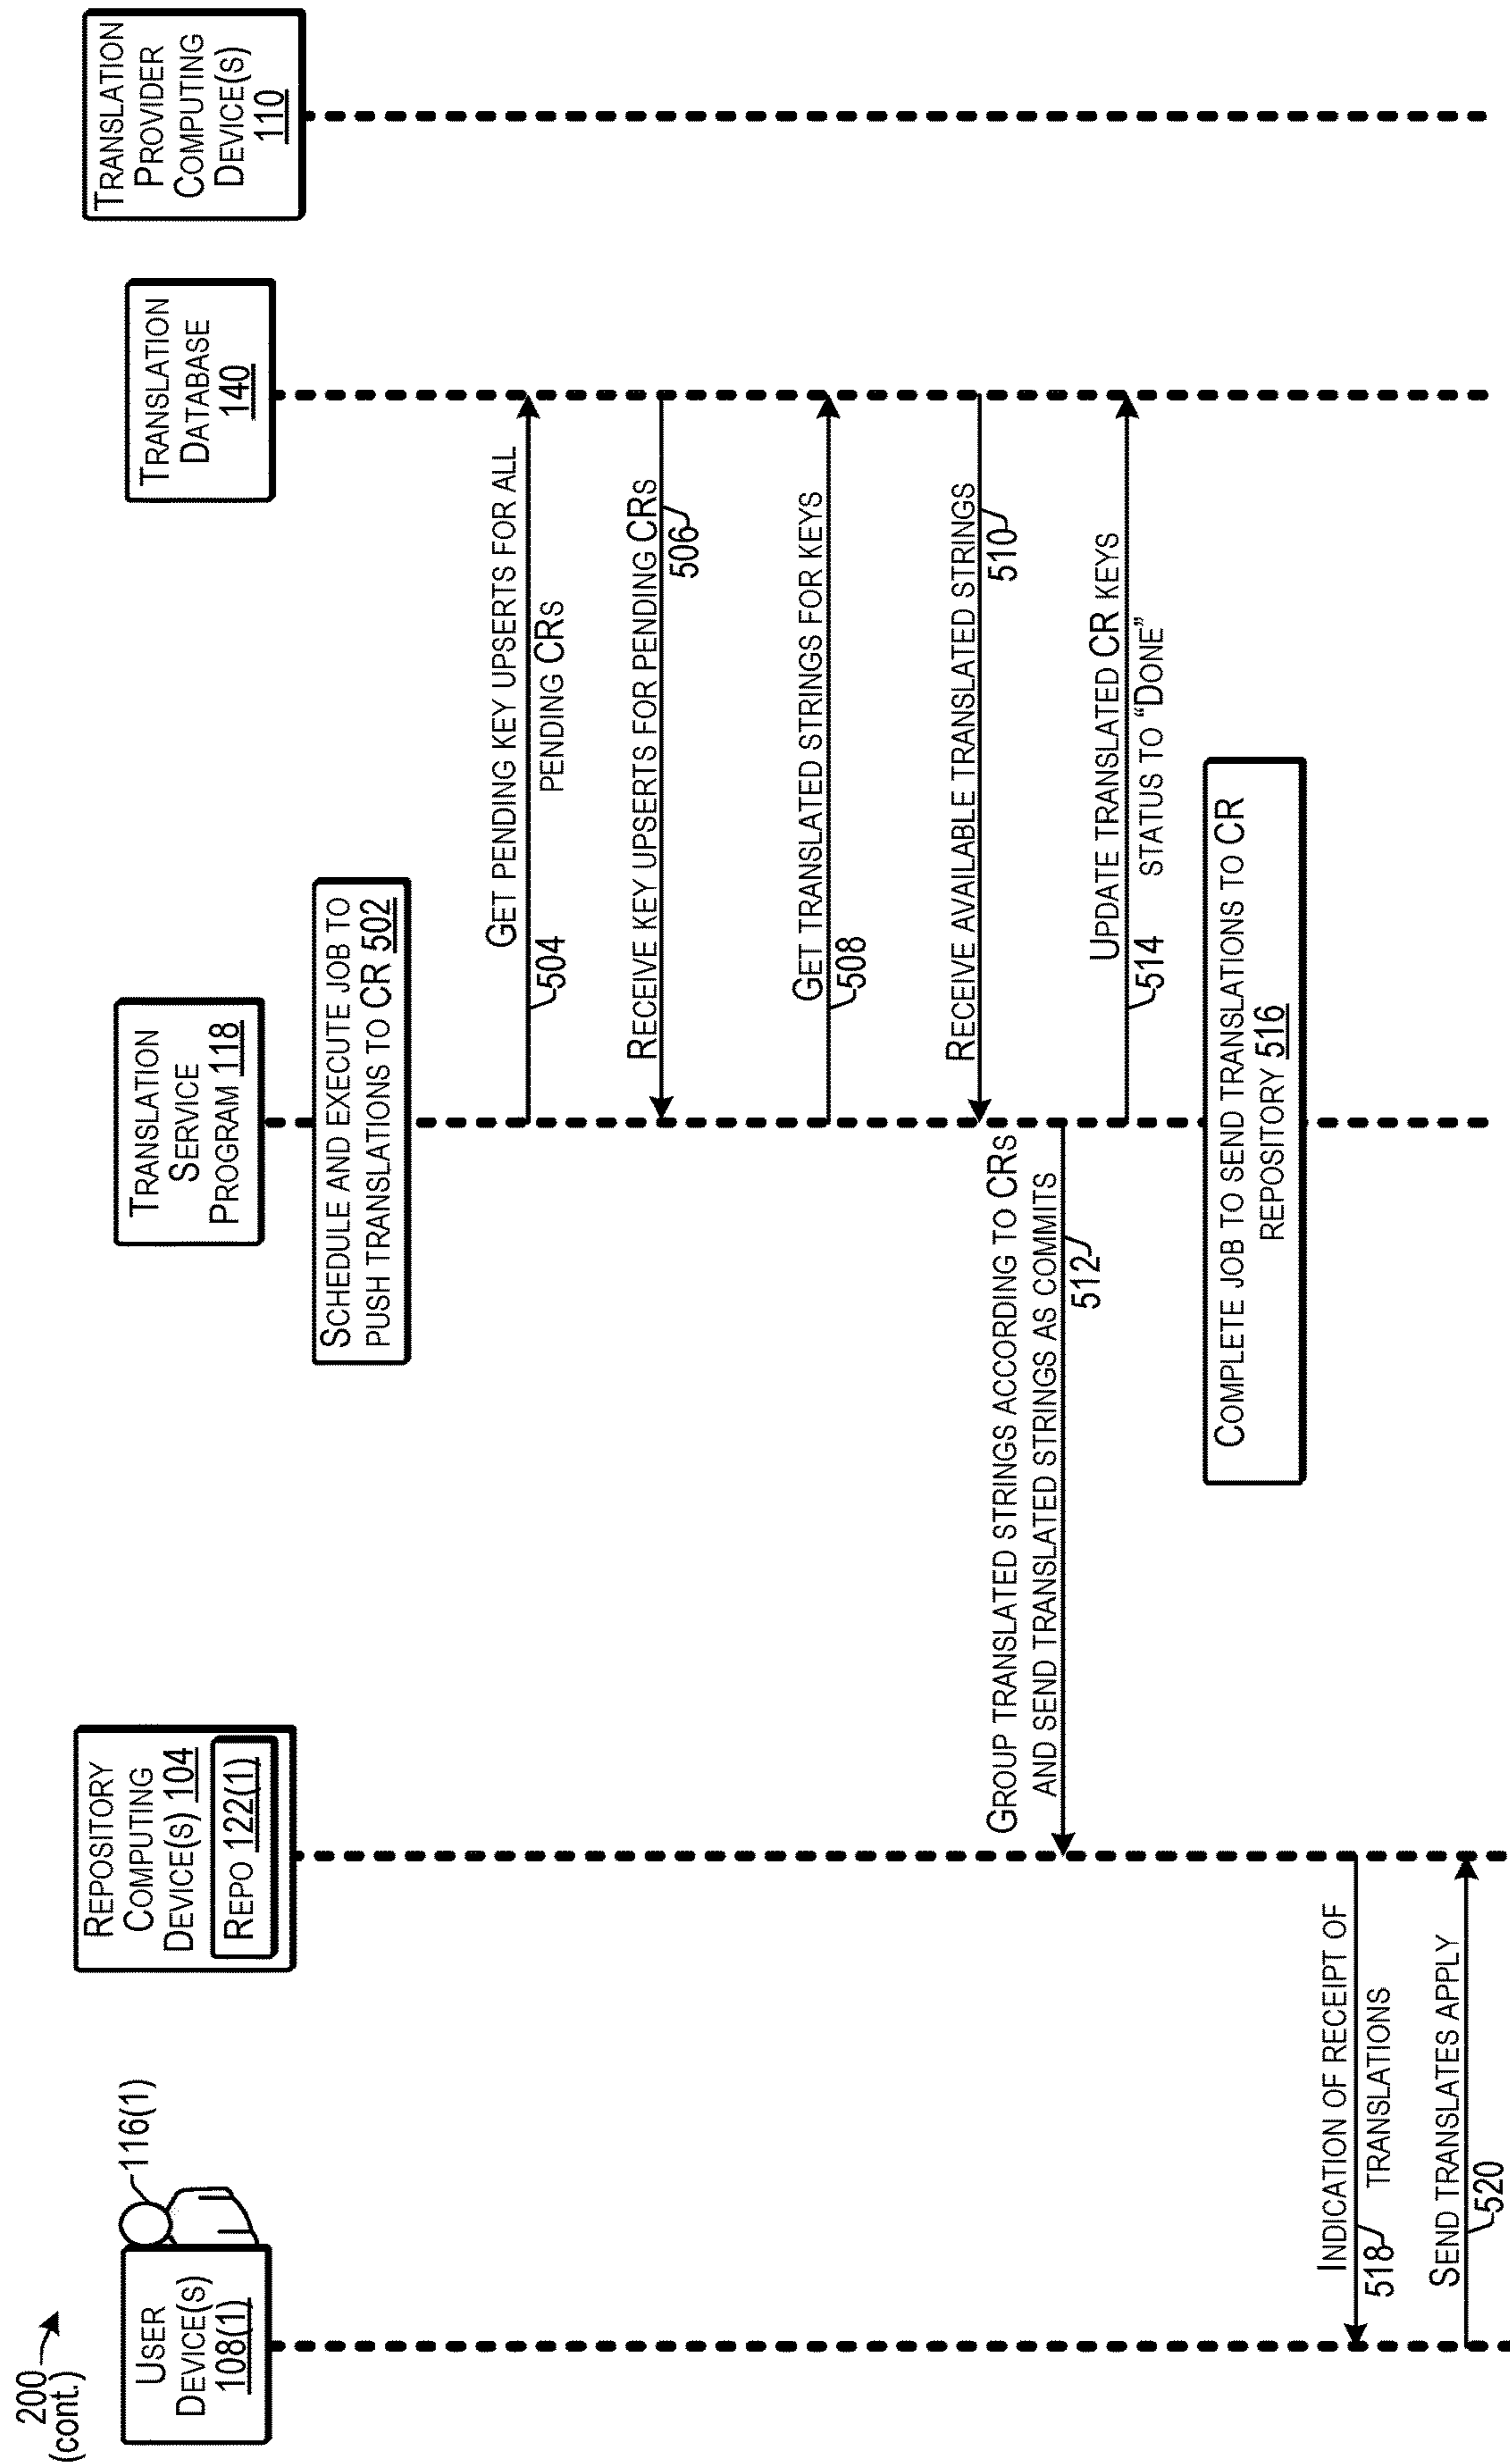 200
(cont.)
USER
DEVICE(S)
108(1)
116(1)
REPOSITORY
COMPUTING
DEVICE(S) 104
REPO 122(1)
TRANSLATION
SERVICE
PROGRAM 118
TRANSLATION
DATABASE
140
TRANSLATION
PROVIDER
COMPUTING
DEVICE(S)
110
SCHEDULE AND EXECUTE JOB TO
PUSH TRANSLATIONS TO CR 502
GET PENDING KEY UPSERTS FOR ALL
PENDING CRS
504
RECEIVE KEY UPSERTS FOR PENDING CRS
506
GET TRANSLATED STRINGS FOR KEYS
508
RECEIVE AVAILABLE TRANSLATED STRINGS
510
GROUP TRANSLATED STRINGS ACCORDING TO CRS
AND SEND TRANSLATED STRINGS AS COMMITS
512
UPDATE TRANSLATED CR KEYS
STATUS TO “DONE”
514
COMPLETE JOB TO SEND TRANSLATIONS TO CR
REPOSITORY 516
INDICATION OF RECEIPT OF
TRANSLATIONS
518
SEND TRANSLATES APPLY
520